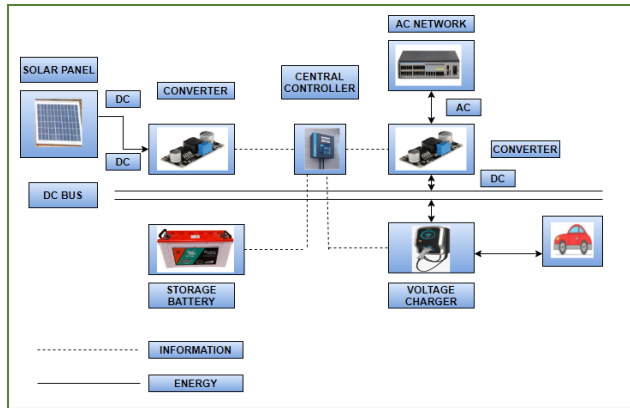 AC NETWORK
SOLAR PANEL
CENTRAL
CONTROLLER
CONVERTER
DC
AC
DC
CONVERTER
DC
DC BUS
STORAGE
BATTERY
VOLTAGE
CHARGER
INFORMATION
ENERGY